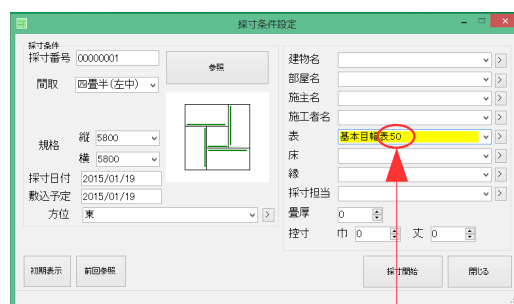 採寸条件設定
採寸条件
採寸番号 00000001
参照
間取 四畳半(左中)
規格
縦 5800
横 5800
採寸日付 2015/01/19
敷込予定 2015/01/19
方位 東
建物名
部屋名
施主名
施工者名
表 基本目幅表50
床
縁
採寸担当
畳厚 0
控寸 巾 0 丈 0
初期表示 前回参照 採寸開始 閉じる